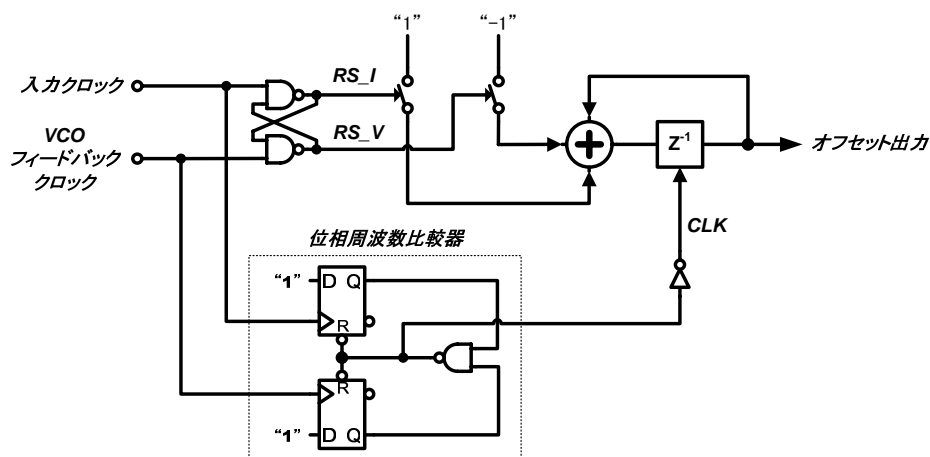 “1”
“-1”
入力クロック
RS_I
VCO
フィードバック
クロック
RS_V
Z-1
オフセット出力
CLK
位相周波数比較器
“1”
D Q
R
R
“1”
D Q